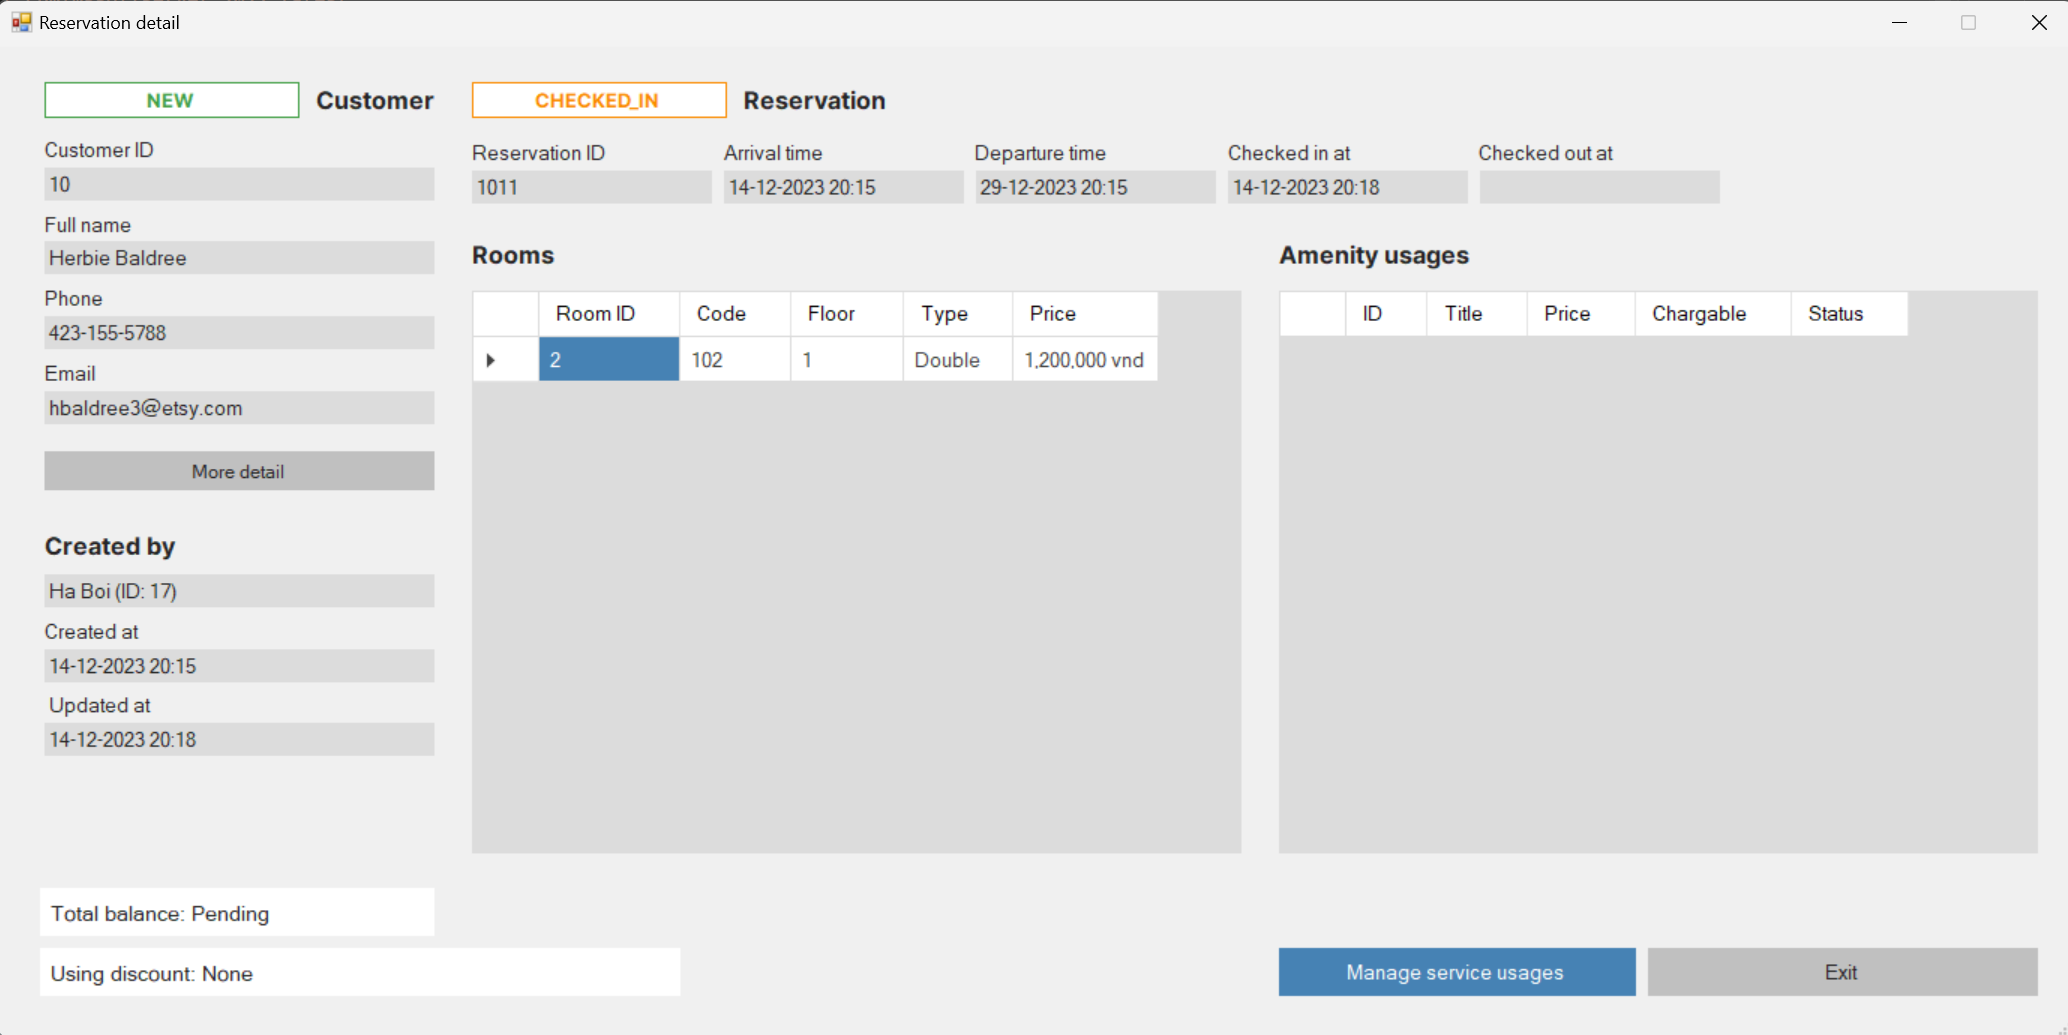 Reservation detail
NEW Customer
Customer ID
10
Full name
Herbie Baldree
Phone
423-155-5788
Email
hbaldree3@etsy.com
More detail
Created by
Ha Boi (ID: 17)
Created at
14-12-2023 20:15
Updated at
14-12-2023 20:18
Total balance: Pending
Using discount: None
CHECKED_IN Reservation
Reservation ID Arrival time Departure time Checked in at Checked out at
1011 14-12-2023 20:15 29-12-2023 20:15 14-12-2023 20:18
Rooms
Room ID Code Floor Type Price
2 102 1 Double 1,200,000 vnd
Amenity usages
ID Title Price Chargable Status
Manage service usages Exit